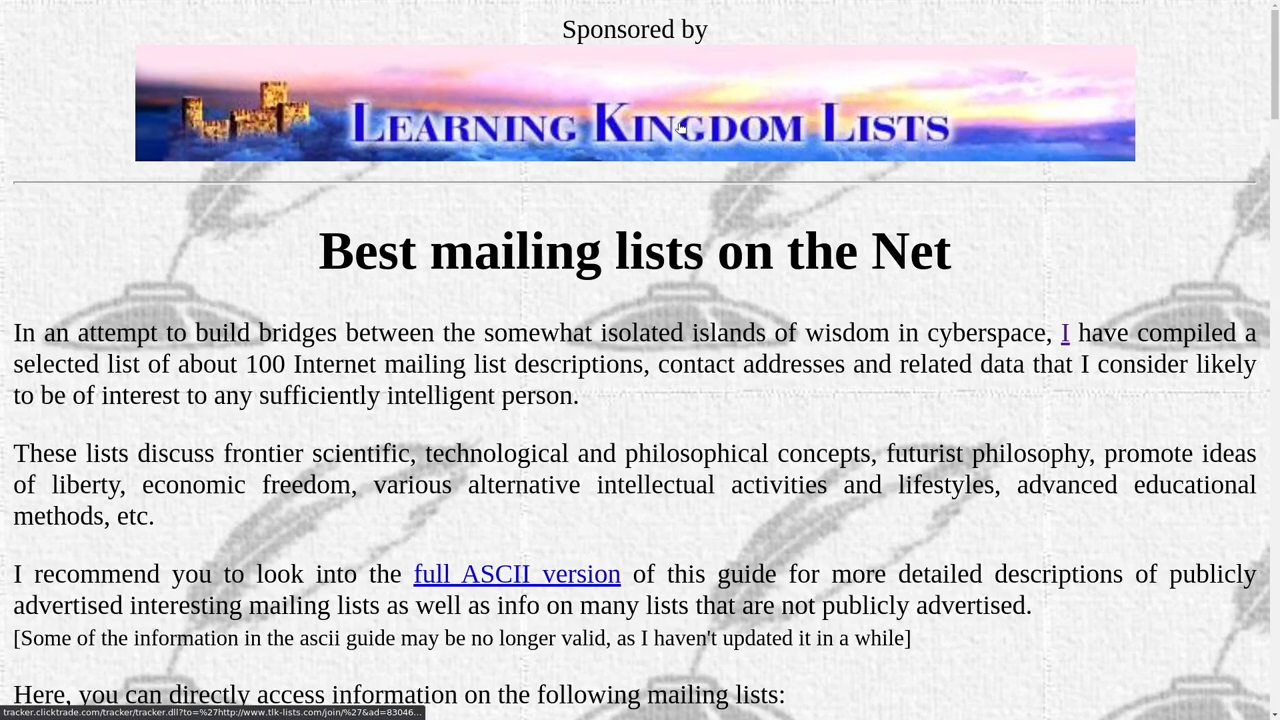 Sponsored by
LEARNING KINGDOM LISTS
Best mailing lists on the Net
In an attempt to build bridges between the somewhat isolated islands of wisdom in cyberspace, I have compiled a
selected list of about 100 Internet mailing list descriptions, contact addresses and related data that I consider likely
to be of interest to any sufficiently intelligent person.
These lists discuss frontier scientific, technological and philosophical concepts, futurist philosophy, promote ideas
of liberty, economic freedom, various alternative intellectual activities and lifestyles, advanced educational
methods, etc.
I recommend you to look into the full ASCII version of this guide for more detailed descriptions of publicly
advertised interesting mailing lists as well as info on many lists that are not publicly advertised.
[Some of the information in the ascii guide may be no longer valid, as I haven't updated it in a while]
Here, you can directly access information on the following mailing lists:
tracker.clicktrade.com/tracker/tracker.dll?to=%27http://www.tlk-lists.com/join/%27&ad=83046...